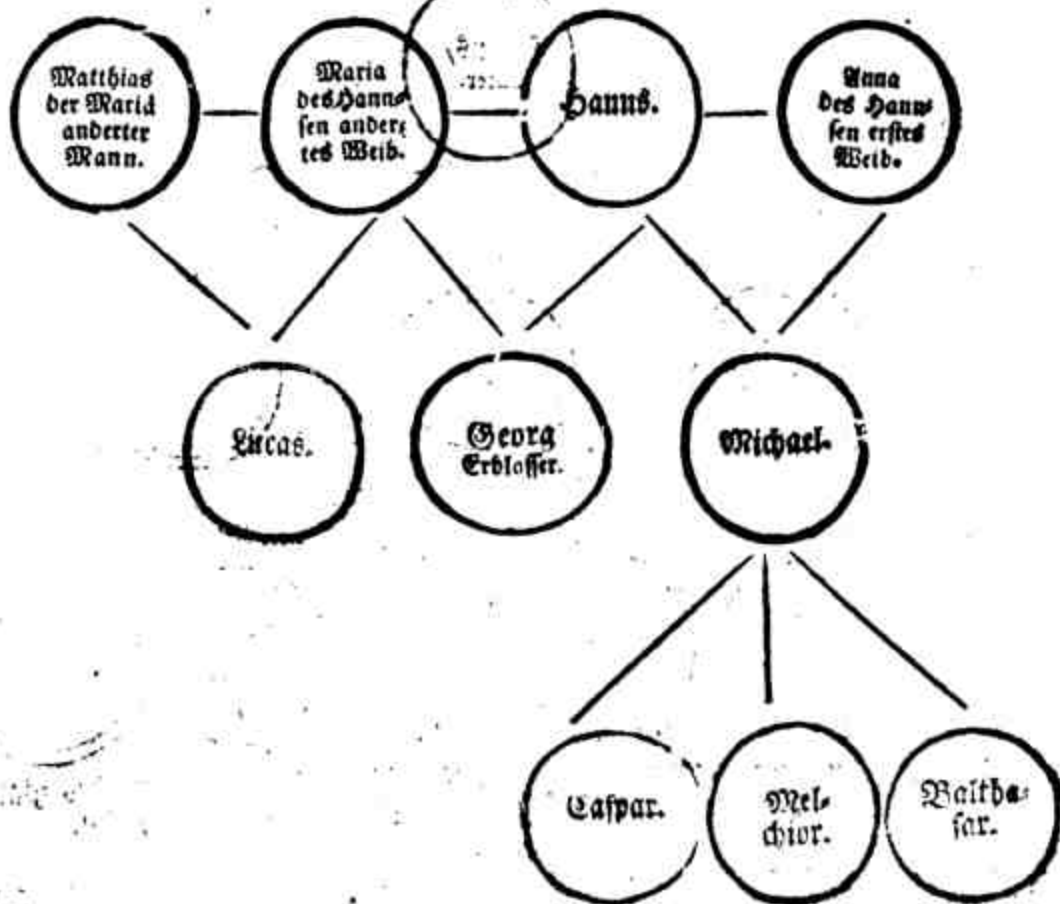 Matthias
der Mariä
anderter
Mann.
Maria
des Hann-
sen ander-
tes Weib.
Hanns.
Anna
des Hann-
sen erstes
Weib.
Lucas.
Georg
Erblasser.
Michael.
Caspar.
Mel-
chior.
Baltha-
sar.